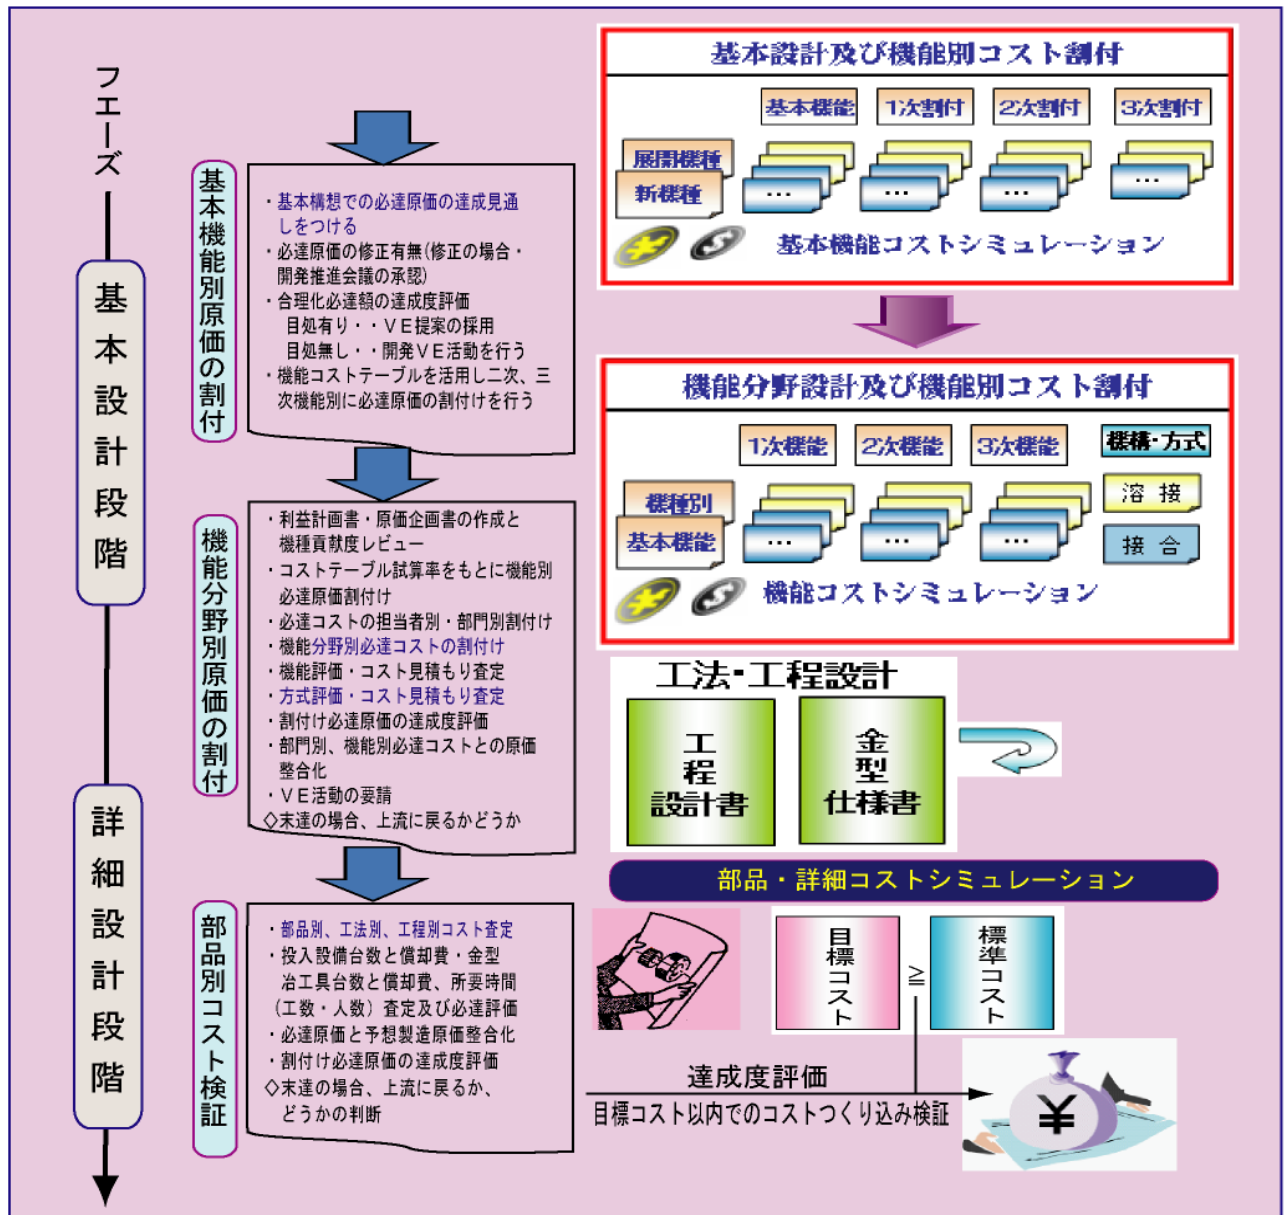 フエーズ
基本設計段階
詳細設計段階
基本機能別原価の割付
・基本構想での必達原価の達成見通
しをつける
・必達原価の修正有無(修正の場合・
開発推進会議の承認)
・合理化必達額の達成度評価
目処有り・・ＶＥ提案の採用
目処無し・・開発ＶＥ活動を行う
・機能コストテーブルを活用し二次、三
次機能別に必達原価の割付けを行う
機能分野別原価の割付
・利益計画書・原価企画書の作成と
機種貢献度レビュー
・コストテーブル試算率をもとに機能別
必達原価割付け
・必達コストの担当者別・部門別割付け
・機能分野別必達コストの割付け
・機能評価・コスト見積もり査定
・方式評価・コスト見積もり査定
・割付け必達原価の達成度評価
・部門別、機能別必達コストとの原価
整合化
・ＶＥ活動の要請
◇末達の場合、上流に戻るかどうか
部品別コスト検証
・部品別、工法別、工程別コスト査定
・投入設備台数と償却費・金型
冶工具台数と償却費、所要時間
（工数・人数）査定及び必達評価
・必達原価と予想製造原価整合化
・割付け必達原価の達成度評価
◇末達の場合、上流に戻るか、
どうかの判断
基本設計及び機能別コスト割付
基本機能 1次割付 2次割付 3次割付
展開機種
新機種
… … … …
基本機能コストシミュレーション
機能分野設計及び機能別コスト割付
1次機能 2次機能 3次機能 機構・方式
機種別
基本機能
… … …
溶接
接合
機能コストシミュレーション
工法・工程設計
工程設計書
金型仕様書
部品・詳細コストシミュレーション
目標コスト ≧ 標準コスト
達成度評価
目標コスト以内でのコストつくり込み検証
¥